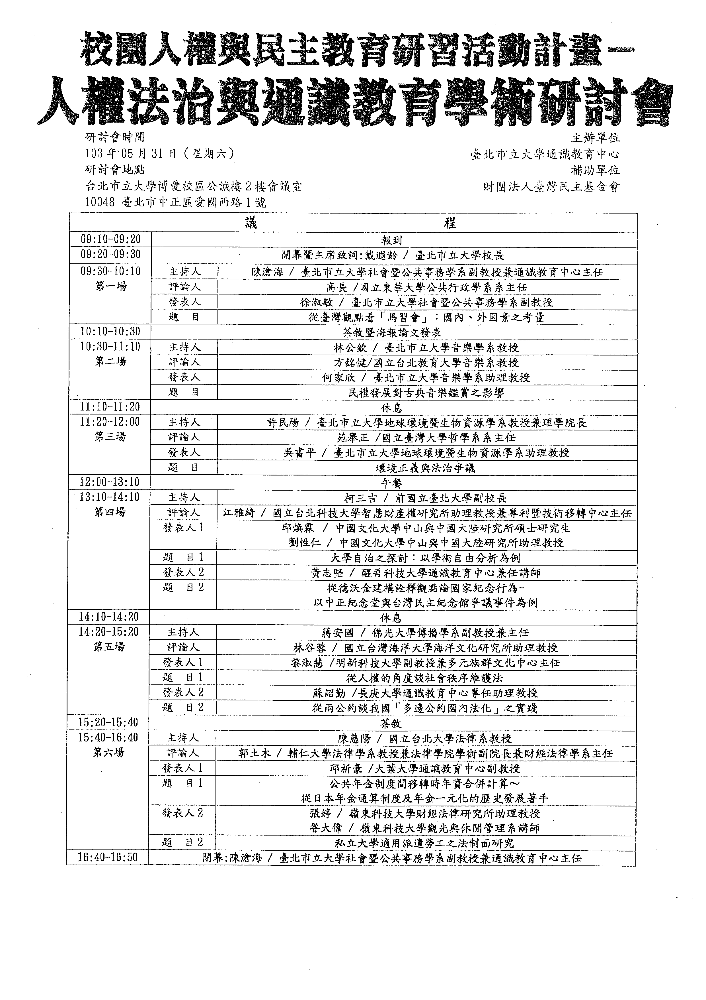 校園人權與民主教育研習活動計畫－
人權法治與通識教育學術研討會
研討會時間
主辦單位
103 年 05 月 31 日（星期六）
臺北市立大學通識教育中心
研討會地點
補助單位
台北市立大學博愛校區公誠樓 2 樓會議室
財團法人臺灣民主基金會
10048 臺北市中正區愛國西路 1 號
議 程
09:10-09:20 報到
09:20-09:30 開幕暨主席致詞:戴遐齡 / 臺北市立大學校長
09:30-10:10 主持人 陳滄海 / 臺北市立大學社會暨公共事務學系副教授兼通識教育中心主任
第一場 評論人 高長 /國立東華大學公共行政學系系主任
發表人 徐淑敏 / 臺北市立大學社會暨公共事務學系副教授
題 目 從臺灣觀點看「馬習會」：國內、外因素之考量
10:10-10:30 茶敘暨海報論文發表
10:30-11:10 主持人 林公欽 / 臺北市立大學音樂學系教授
第二場 評論人 方銘健/國立台北教育大學音樂系教授
發表人 何家欣 / 臺北市立大學音樂學系助理教授
題 目 民權發展對古典音樂鑑賞之影響
11:10-11:20 休息
11:20-12:00 主持人 許民陽 / 臺北市立大學地球環境暨生物資源學系教授兼理學院長
第三場 評論人 苑舉正 /國立臺灣大學哲學系系主任
發表人 吳書平 / 臺北市立大學地球環境暨生物資源學系助理教授
題 目 環境正義與法治爭議
12:00-13:10 午餐
13:10-14:10 主持人 柯三吉 / 前國立臺北大學副校長
第四場 評論人 江雅綺 / 國立台北科技大學智慧財產權研究所助理教授兼專利暨技術移轉中心主任
發表人 1 邱煥霖 / 中國文化大學中山與中國大陸研究所碩士研究生
劉性仁 / 中國文化大學中山與中國大陸研究所助理教授
題 目 1 大學自治之探討：以學術自由分析為例
發表人 2 黃志堅 / 醒吾科技大學通識教育中心兼任講師
題 目 2 從德沃金建構詮釋觀點論國家紀念行為-
以中正紀念堂與台灣民主紀念館爭議事件為例
14:10-14:20 休息
14:20-15:20 主持人 蔣安國 / 佛光大學傳播學系副教授兼主任
第五場 評論人 林谷蓉 / 國立台灣海洋大學海洋文化研究所助理教授
發表人 1 黎淑慧 /明新科技大學副教授兼多元族群文化中心主任
題 目 1 從人權的角度談社會秩序維護法
發表人 2 蘇詔勤 /長庚大學通識教育中心專任助理教授
題 目 2 從兩公約談我國「多邊公約國內法化」之實踐
15:20-15:40 茶敘
15:40-16:40 主持人 陳慈陽 / 國立台北大學法律系教授
第六場 評論人 郭土木 / 輔仁大學法律學系教授兼法律學院學術副院長兼財經法律學系主任
發表人 1 邱祈豪 /大葉大學通識教育中心副教授
題 目 1 公共年金制度間移轉時年資合併計算～
從日本年金通算制度及年金一元化的歷史發展著手
發表人 2 張婷 / 嶺東科技大學財經法律研究所助理教授
昝大偉 / 嶺東科技大學觀光與休閒管理系講師
題 目 2 私立大學適用派遣勞工之法制面研究
16:40-16:50 閉幕:陳滄海 / 臺北市立大學社會暨公共事務學系副教授兼通識教育中心主任